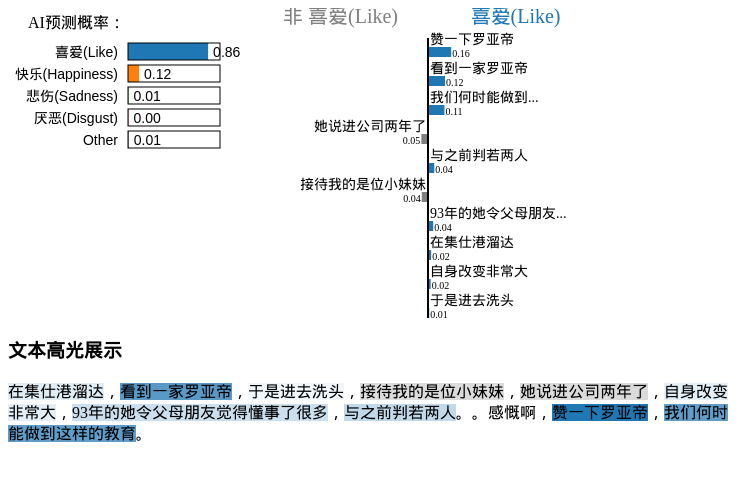 AI预测概率：
喜爱(Like) 0.86
快乐(Happiness) 0.12
悲伤(Sadness) 0.01
厌恶(Disgust) 0.00
Other 0.01
非 喜爱(Like) 喜爱(Like)
赞一下罗亚帝
0.16
看到一家罗亚帝
0.12
我们何时能做到...
0.11
她说进公司两年了
0.05
与之前判若两人
0.04
接待我的是位小妹妹
0.04
93年的她令父母朋友...
0.04
在集仕港溜达
0.02
自身改变非常大
0.02
于是进去洗头
0.01
文本高光展示
在集仕港溜达，看到一家罗亚帝，于是进去洗头，接待我的是位小妹妹，她说进公司两年了，自身改变
非常大，93年的她令父母朋友觉得懂事了很多，与之前判若两人。。感慨啊，赞一下罗亚帝，我们何时
能做到这样的教育。